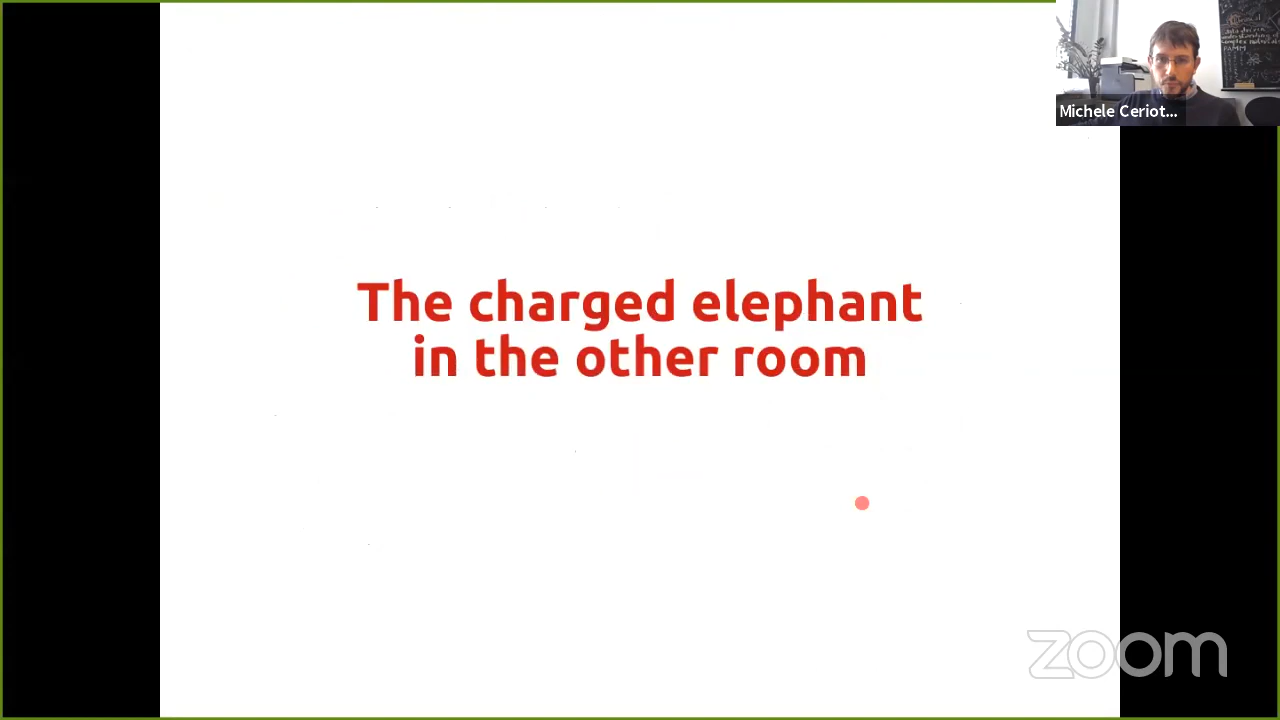 The charged elephant
in the other room
Michele Ceriot...
zoom